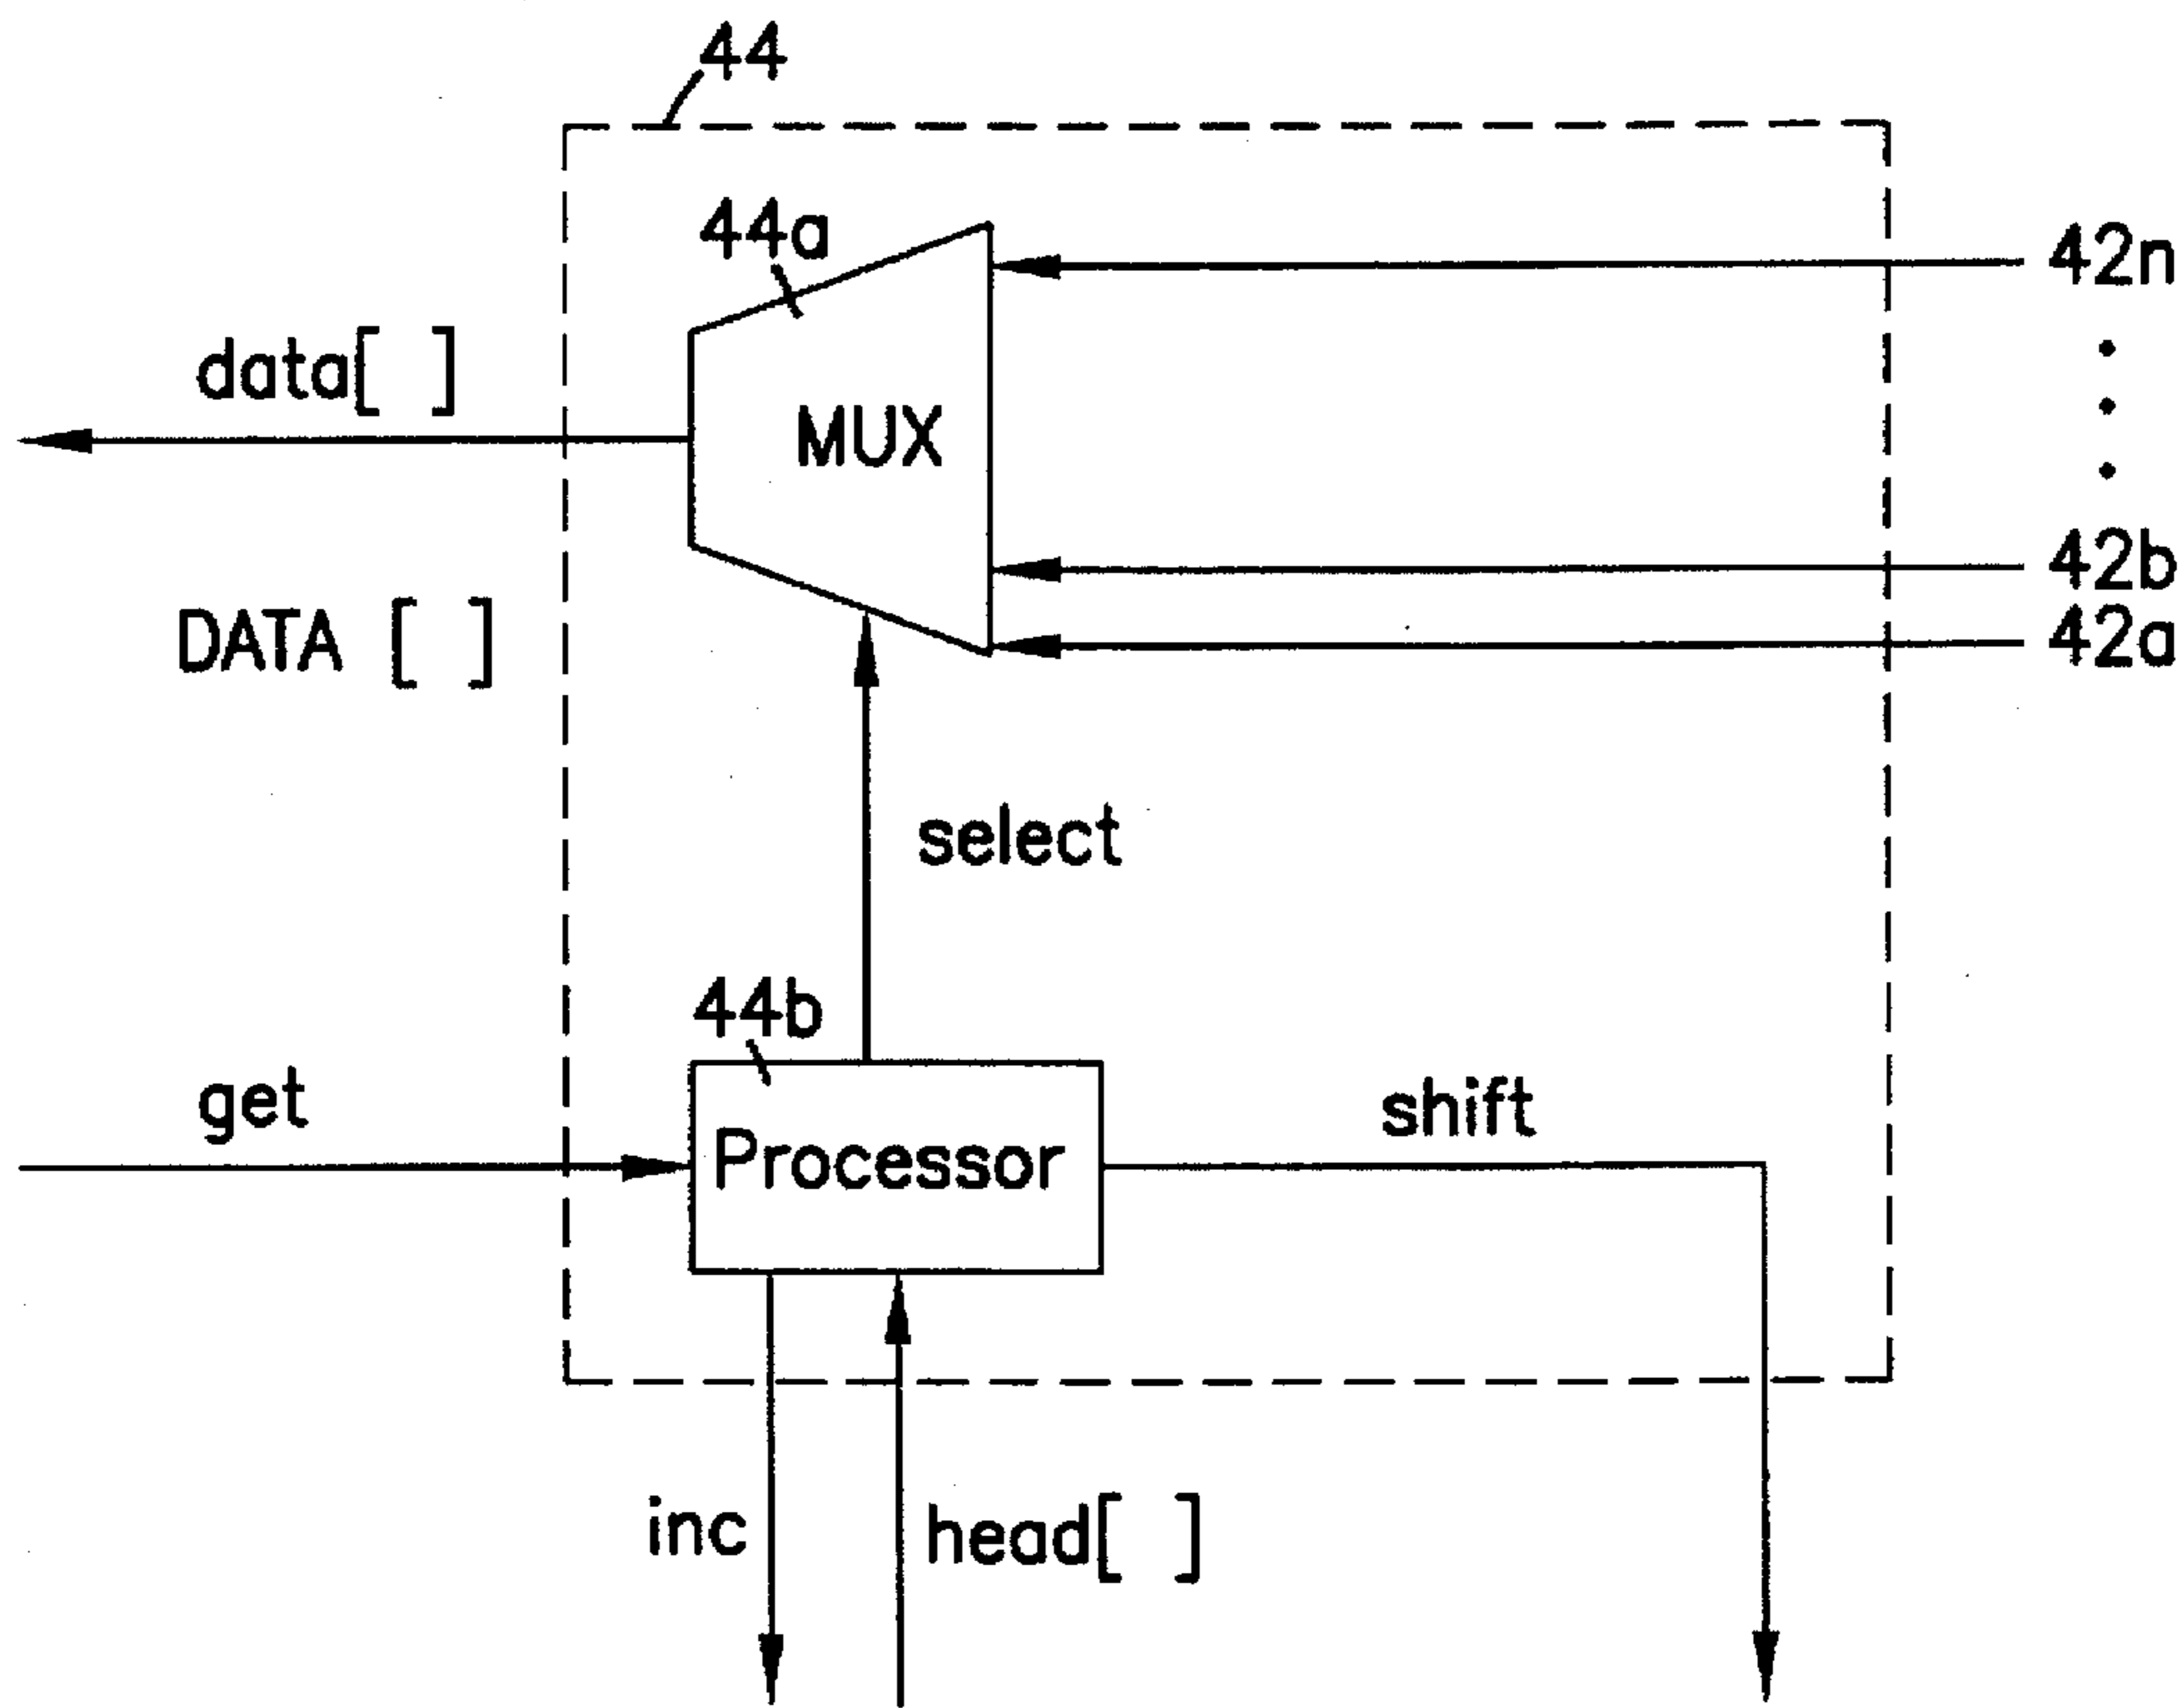 44
44a
42n
data[ ]
MUX
42b
DATA [ ]
42a
select
44b
get
shift
Processor
inc
head[ ]